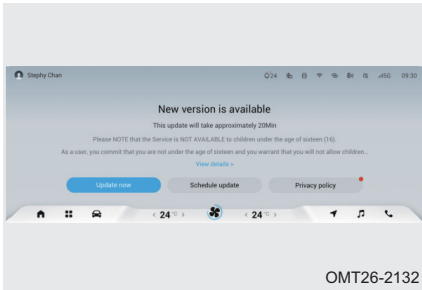 Stephy Chan 24 5G 09:30
New version is available
This update will take approximately 20Min
Please NOTE that the Service is NOT AVAILABLE to children under the age of sixteen (16).
As a user, you commit that you are not under the age of sixteen and you warrant that you will not allow children...
View details >
Update now Schedule update Privacy policy
< 24 °C > < 24 °C >
OMT26-2132